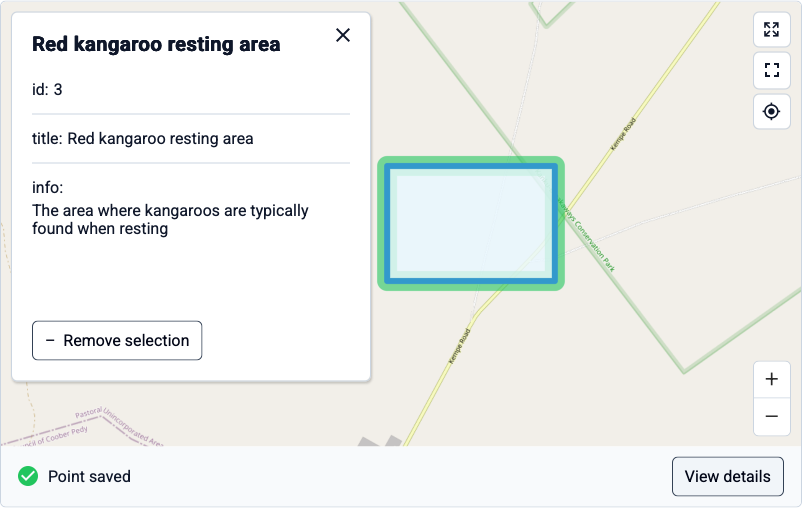 Red kangaroo resting area
id: 3
title: Red kangaroo resting area
info:
The area where kangaroos are typically
found when resting
− Remove selection
Kempe Road
Conservation Park
Kempe Road
Pastoral Unincorporated Area
Council of Coober Pedy
+
−
Point saved
View details